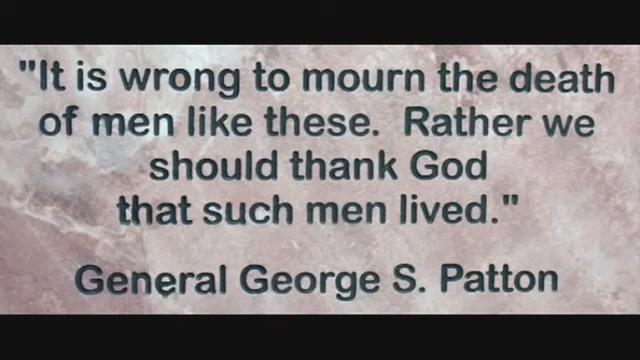 "It is wrong to mourn the death
of men like these.  Rather we
should thank God
that such men lived."
General George S. Patton